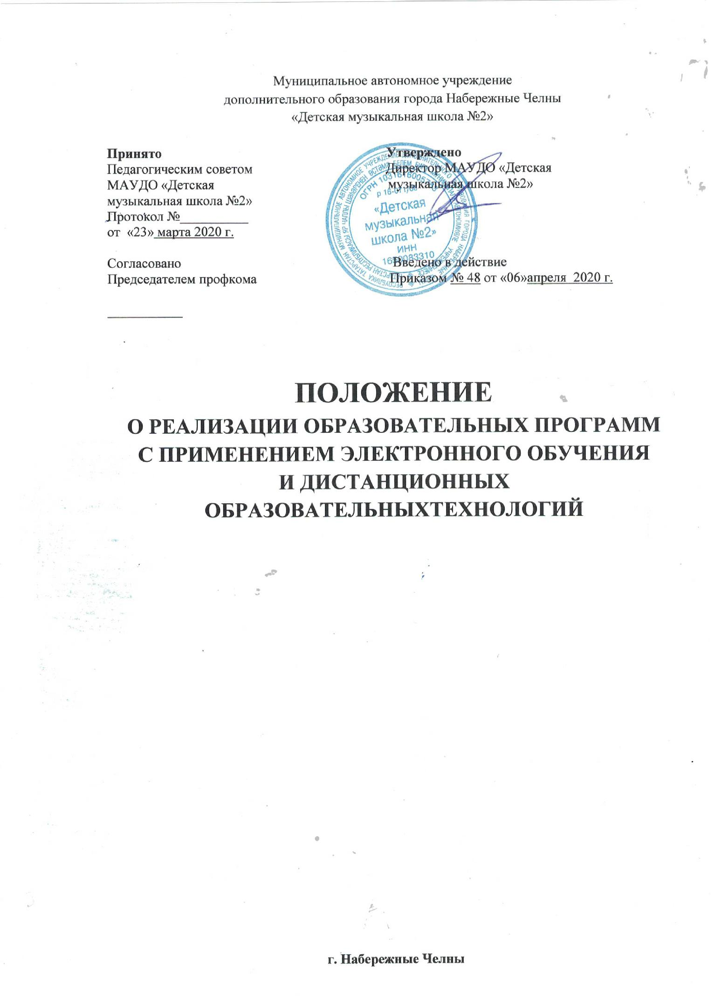 Муниципальное автономное учреждение
дополнительного образования города Набережные Челны
«Детская музыкальная школа №2»
Принято
Педагогическим советом
МАУДО «Детская
музыкальная школа №2»
Протокол №__________
от «23» марта 2020 г.
Согласовано
Председателем профкома
___________
Утверждено
Директор МАУДО «Детская
музыкальная школа №2»
Введено в действие
Приказом № 48 от «06»апреля 2020 г.
«Детская
музыкальная
школа №2»
ИНН
1650083310
ПОЛОЖЕНИЕ
О РЕАЛИЗАЦИИ ОБРАЗОВАТЕЛЬНЫХ ПРОГРАММ
С ПРИМЕНЕНИЕМ ЭЛЕКТРОННОГО ОБУЧЕНИЯ
И ДИСТАНЦИОННЫХ
ОБРАЗОВАТЕЛЬНЫХТЕХНОЛОГИЙ
г. Набережные Челны